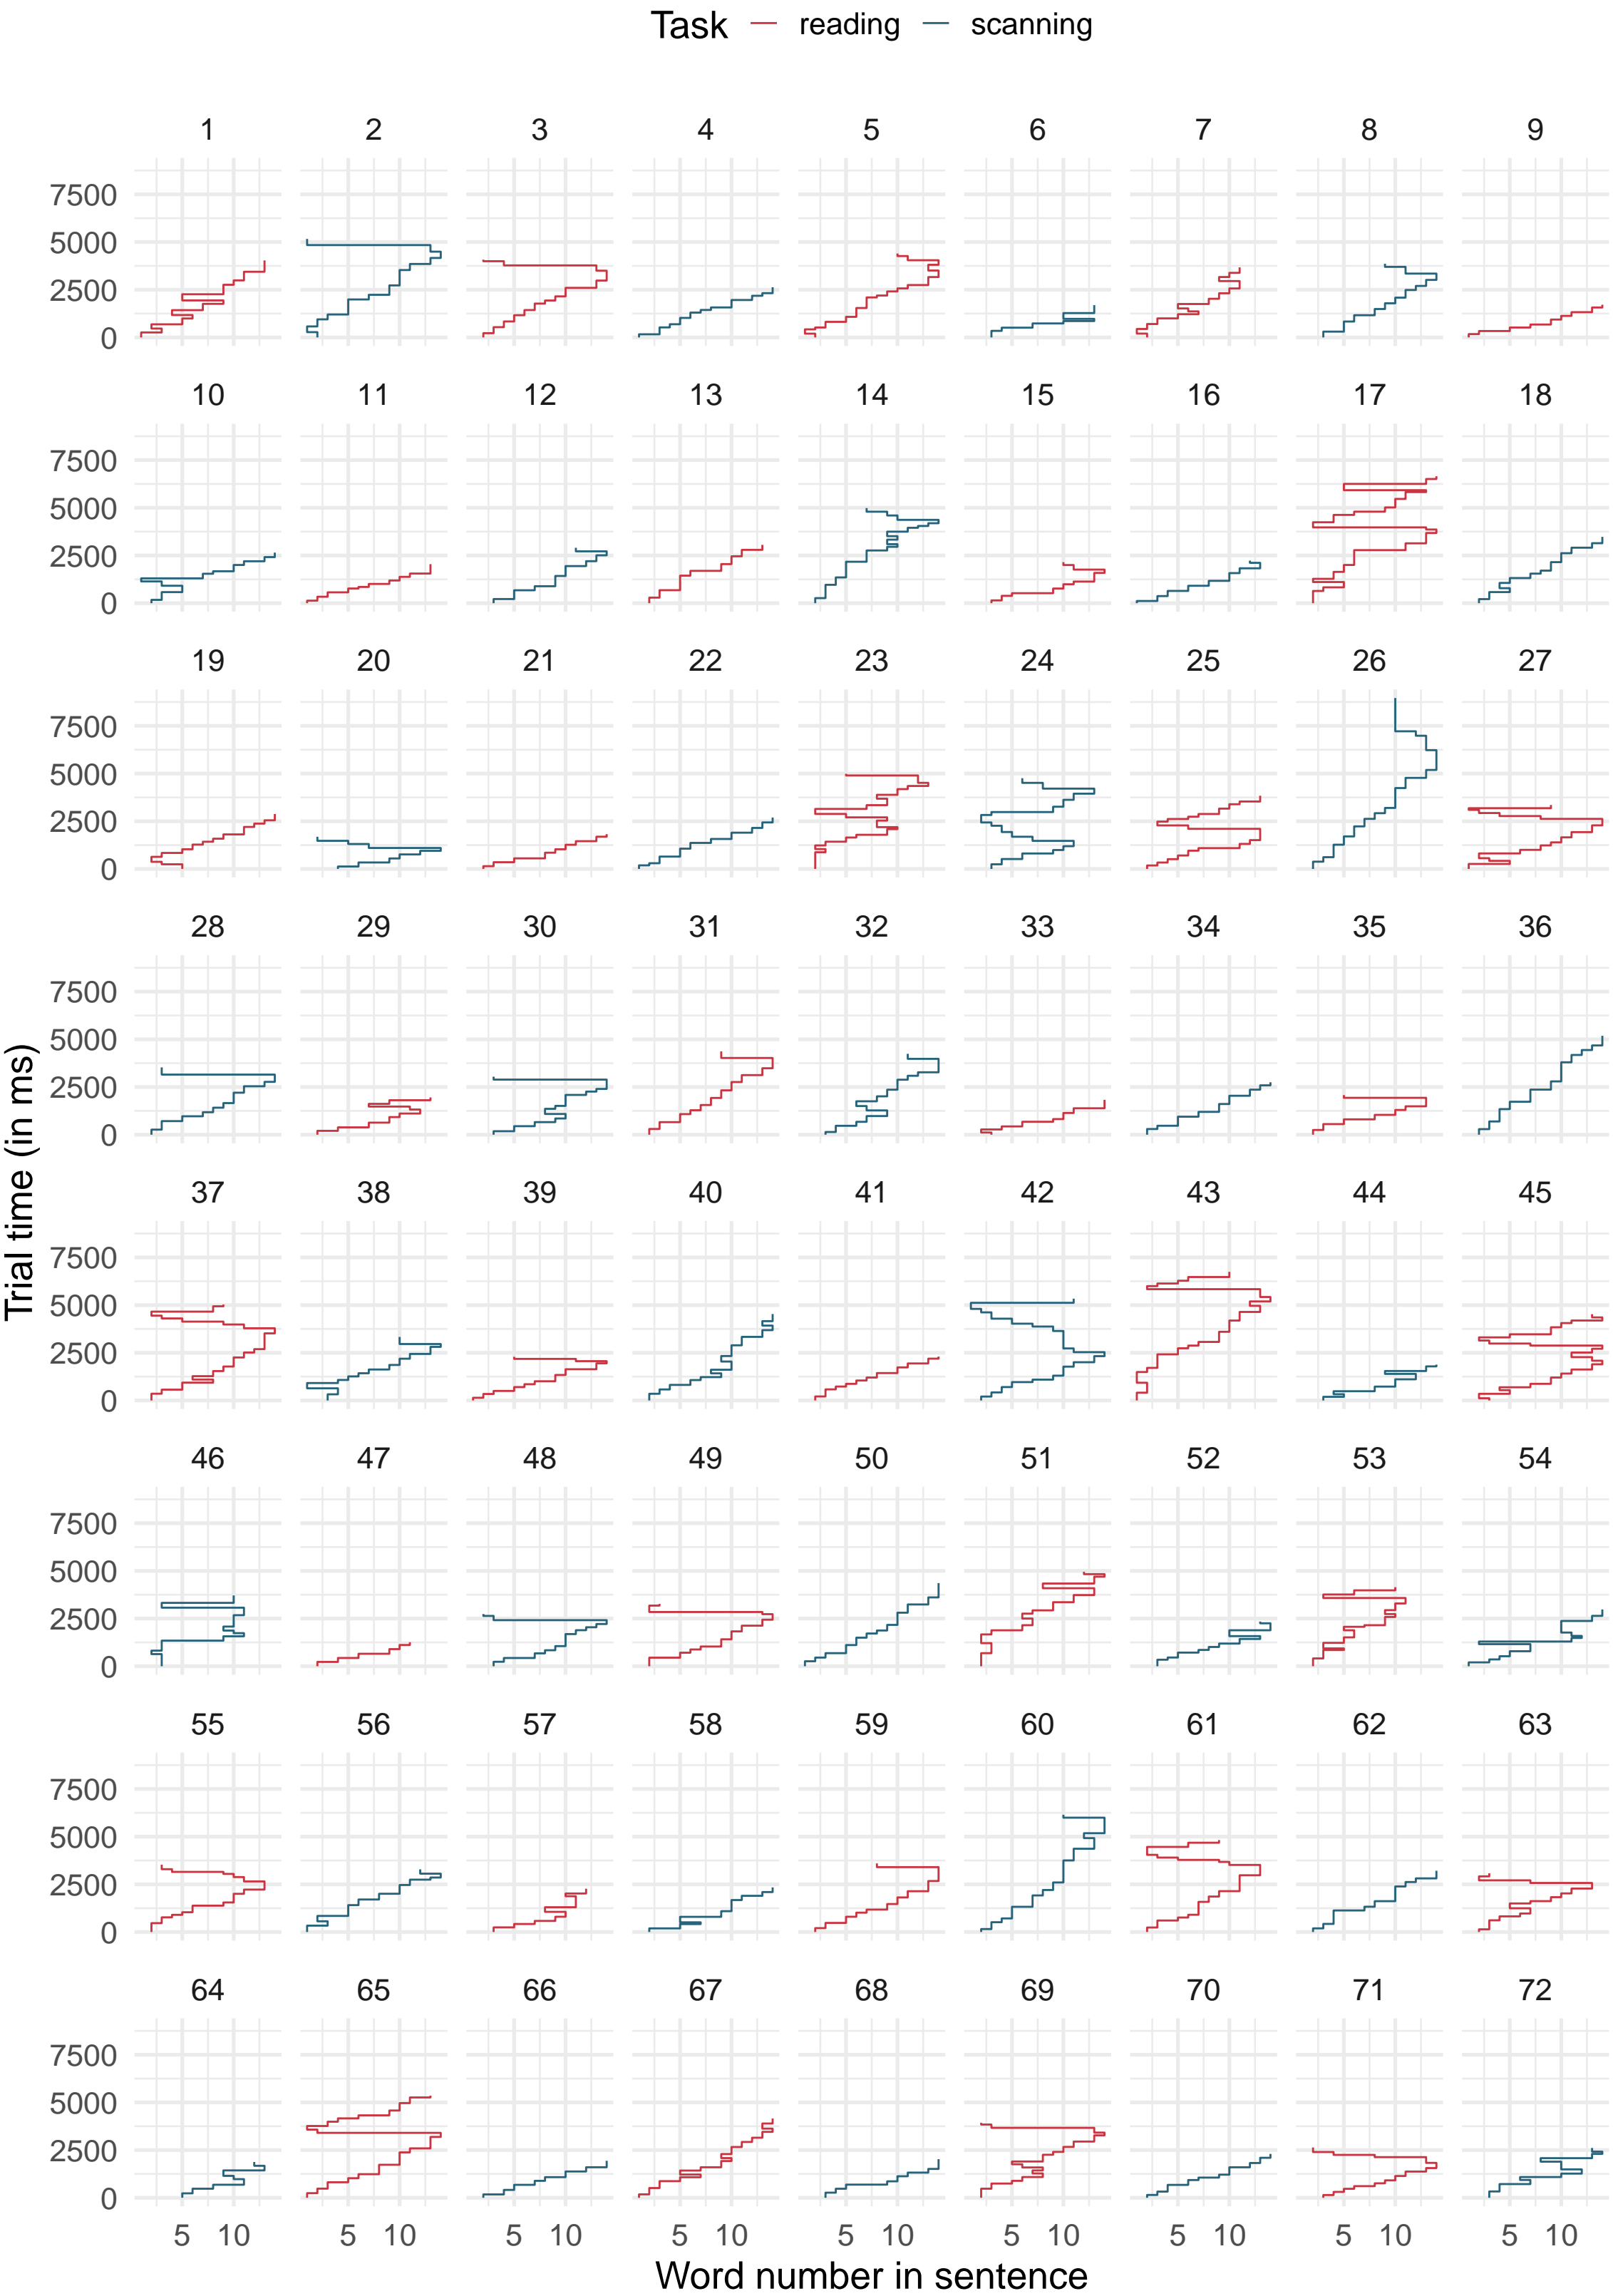 Task reading scanning
1 2 3 4 5 6 7 8 9
7500
5000
2500
0
10 11 12 13 14 15 16 17 18
7500
5000
2500
0
19 20 21 22 23 24 25 26 27
7500
5000
2500
0
28 29 30 31 32 33 34 35 36
7500
5000
2500
0
Trial time (in ms)
37 38 39 40 41 42 43 44 45
7500
5000
2500
0
46 47 48 49 50 51 52 53 54
7500
5000
2500
0
55 56 57 58 59 60 61 62 63
7500
5000
2500
0
64 65 66 67 68 69 70 71 72
7500
5000
2500
0
5 10 5 10 5 10 5 10 5 10 5 10 5 10 5 10 5 10
Word number in sentence